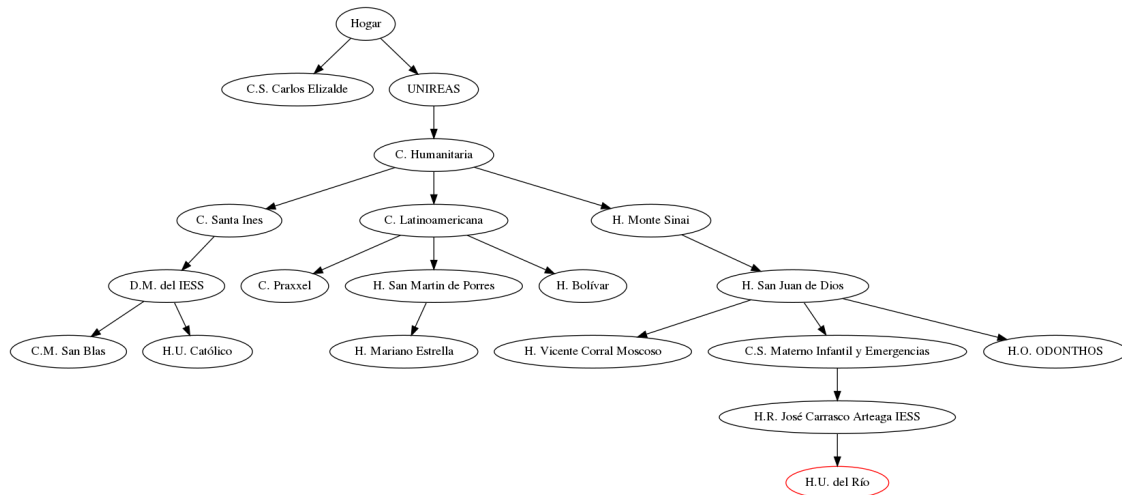 Hogar
C.S. Carlos Elizalde
UNIREAS
C. Humanitaria
C. Santa Ines
C. Latinoamericana
H. Monte Sinai
D.M. del IESS
C. Praxxel
H. San Martin de Porres
H. Bolívar
H. San Juan de Dios
C.M. San Blas
H.U. Católico
H. Mariano Estrella
H. Vicente Corral Moscoso
C.S. Materno Infantil y Emergencias
H.O. ODONTHOS
H.R. José Carrasco Arteaga IESS
H.U. del Río